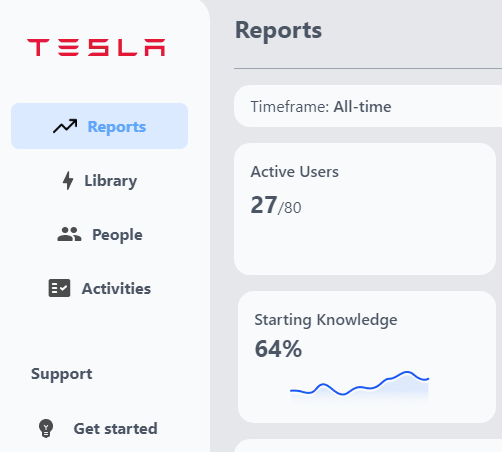 TESLA
Reports
Library
People
Activities
Support
Get started
Reports
Timeframe: All-time
Active Users
27/80
Starting Knowledge
64%